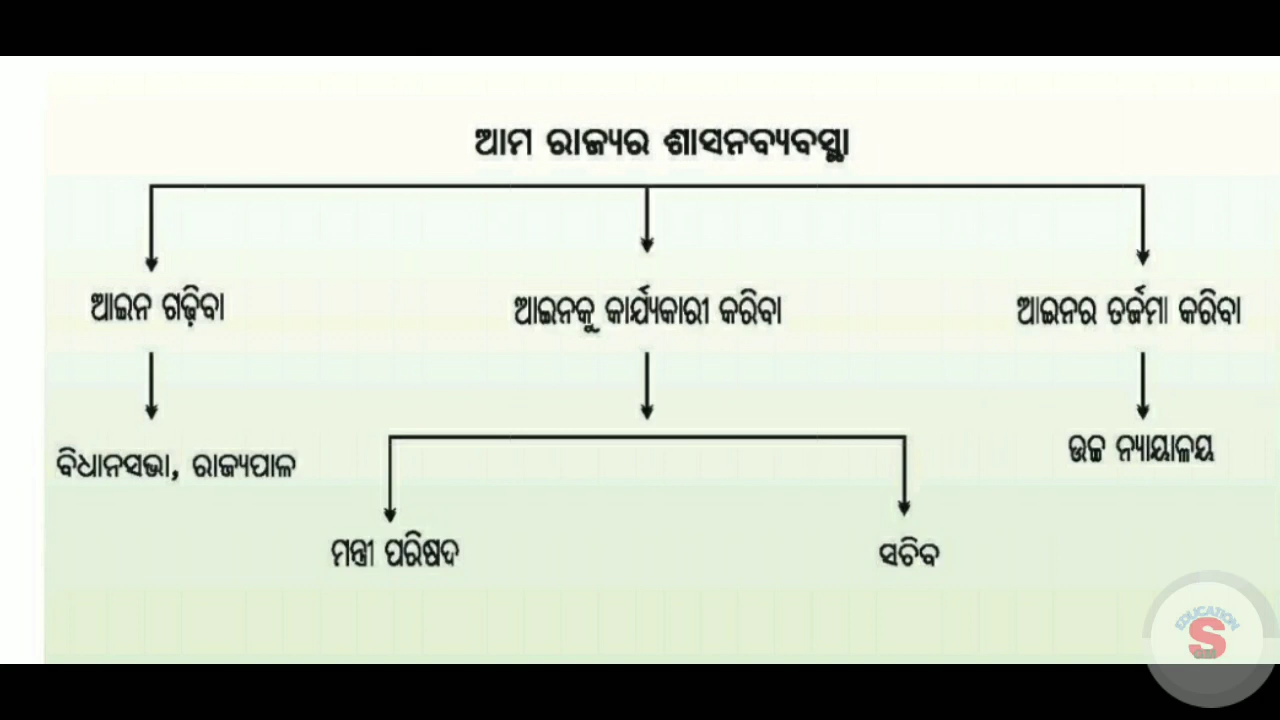 ଆମ ରାଜ୍ୟର ଶାସନବ୍ୟବସ୍ଥା
ଆଇନ ଗଢ଼ିବା
ଆଇନକୁ କାର୍ଯ୍ୟକାରୀ କରିବା
ଆଇନର ତର୍ଜମା କରିବା
ବିଧାନସଭା, ରାଜ୍ୟପାଳ
ଉଚ୍ଚ ନ୍ୟାୟାଳୟ
ମନ୍ତ୍ରୀ ପରିଷଦ
ସଚିବ
EDUCATION
S